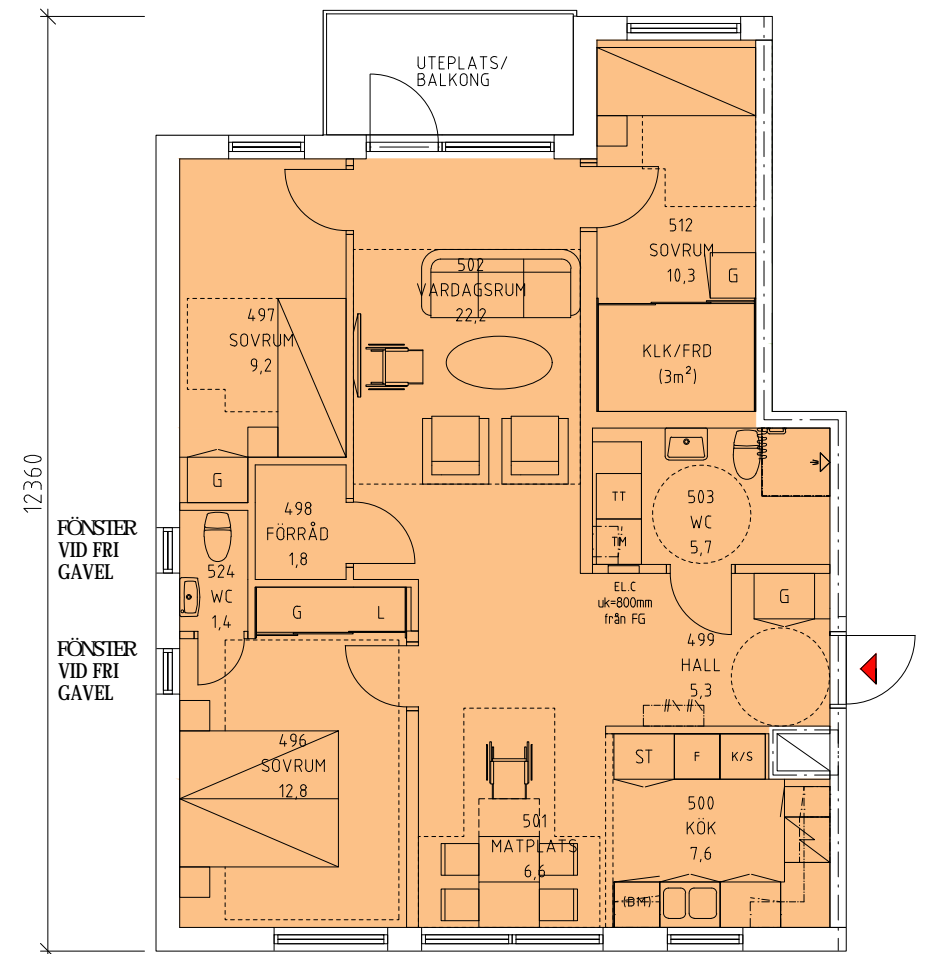 UTEPLATS/
BALKONG
512
SOVRUM
10,3
G
502
VARDAGSRUM
22,2
497
SOVRUM
9,2
KLK/FRD
(3m²)
12360
G
498
FÖRRÅD
1,8
TT
TM
503
WC
5,7
FÖNSTER
VID FRI
GAVEL
524
WC
1,4
EL.C
uk=800mm
från FG
G
L
G
499
HALL
5,3
FÖNSTER
VID FRI
GAVEL
496
SOVRUM
12,8
ST
F
K/S
501
MATPLATS
6,6
500
KÖK
7,6
(DM)